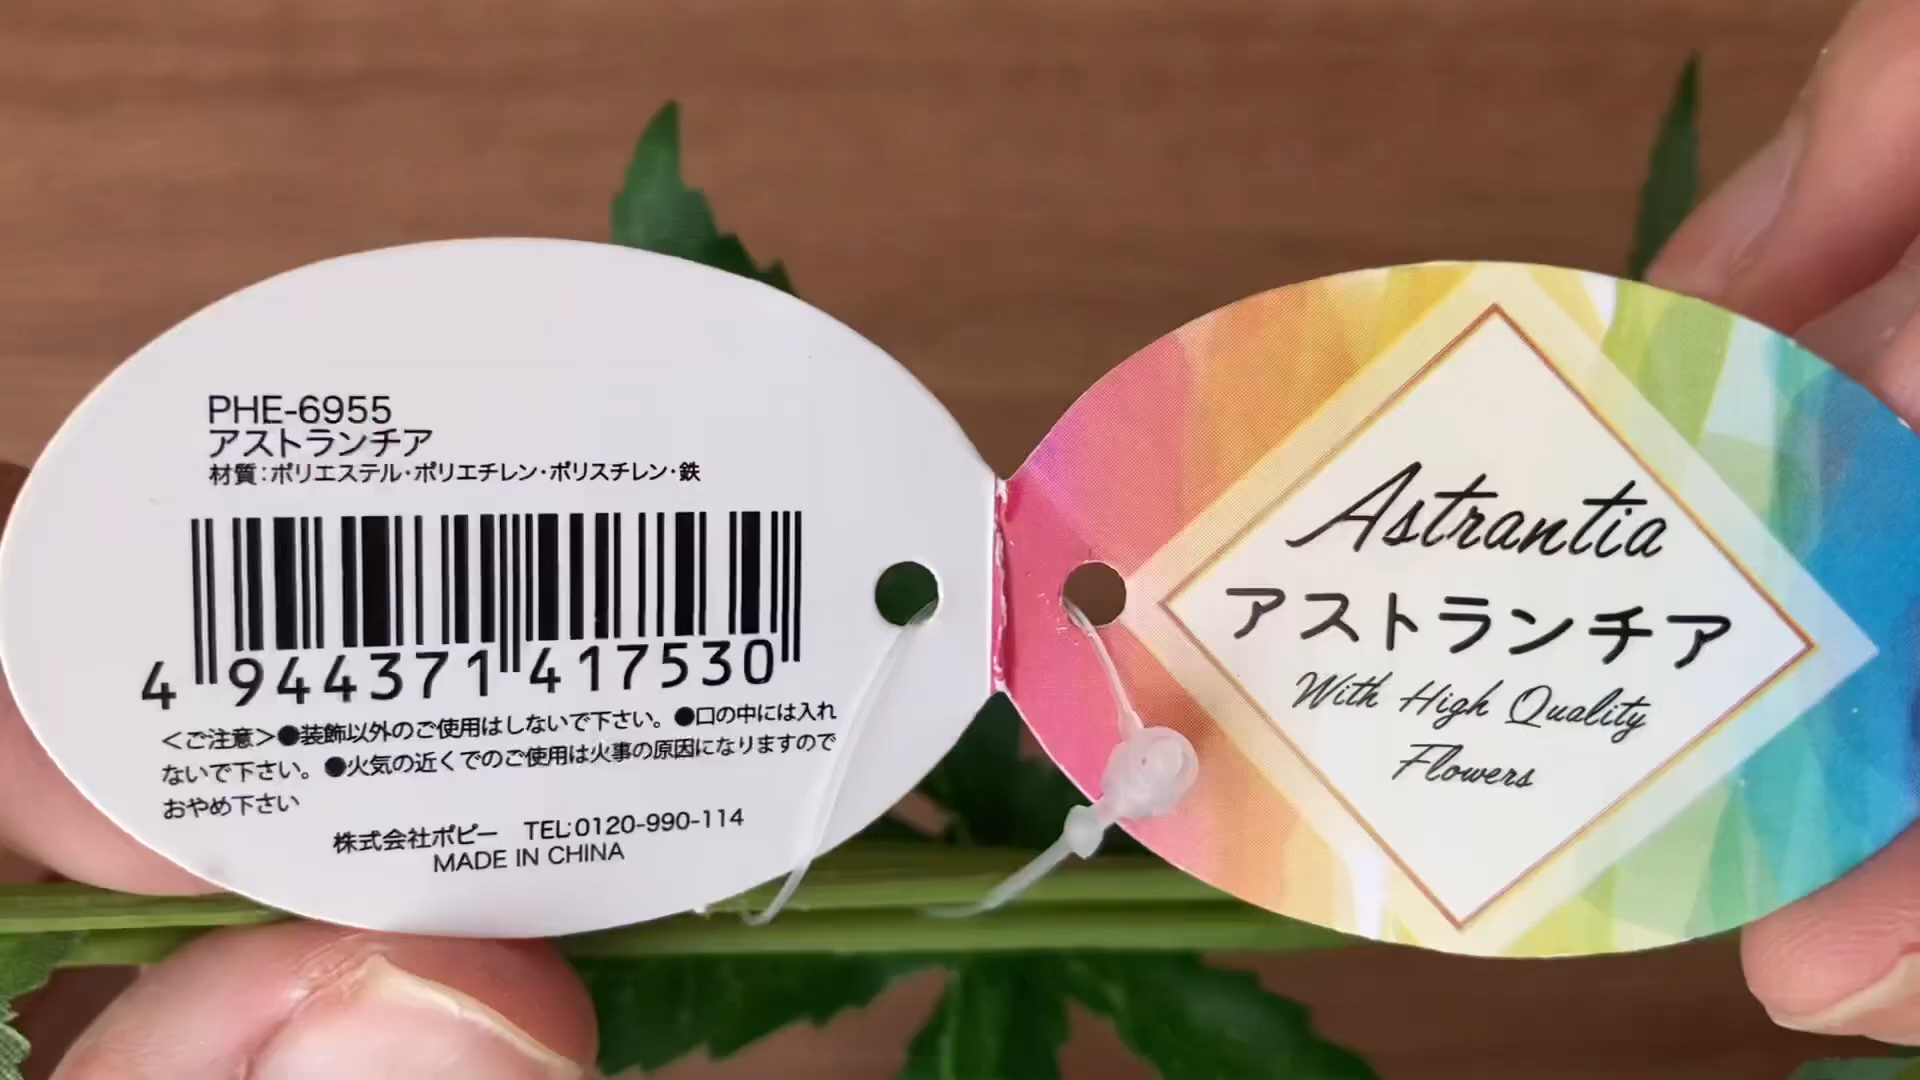 PHE-6955
アストランチア
材質:ポリエステル・ポリエチレン・ポリスチレン・鉄
4 944371 417530
<ご注意>●装飾以外のご使用はしないで下さい。●口の中には入れ
ないで下さい。●火気の近くでのご使用は火事の原因になりますので
おやめ下さい
株式会社ポピー TEL:0120-990-114
MADE IN CHINA
Astrantia
アストランチア
With High Quality
Flowers